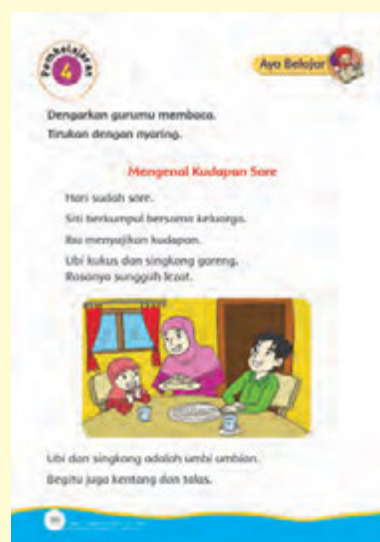 Pembelajaran
4
Ayo Belajar
Dengarkan gurumu membaca.
Tirukan dengan nyaring.
Mengenal Kudapan Sore
Hari sudah sore.
Siti berkumpul bersama keluarga.
Ibu menyajikan kudapan.
Ubi kukus dan singkong goreng.
Rasanya sungguh lezat.
Ubi dan singkong adalah umbi umbian.
Begitu juga kentang dan talas.